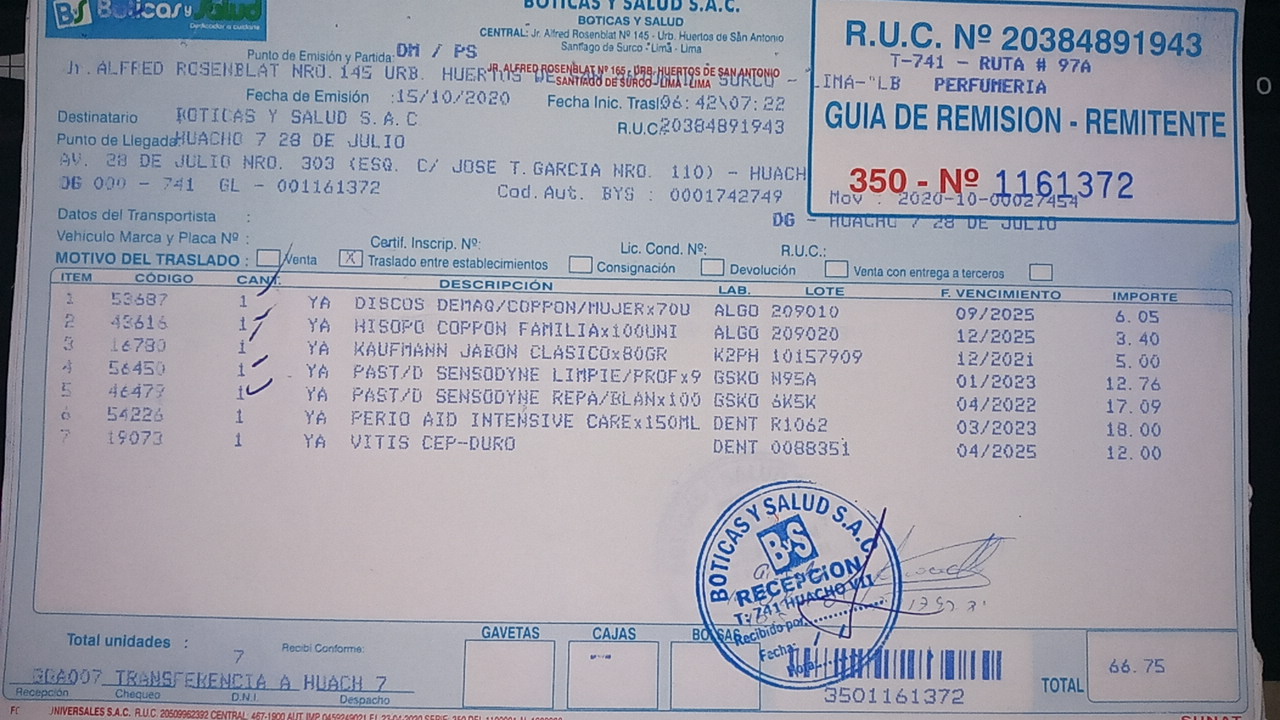 B&S Boticas y Salud
Dedicados a cuidarte
BOTICAS Y SALUD S.A.C.
BOTICAS Y SALUD
CENTRAL: Jr. Alfred Rosenblat Nº 145 - Urb. Huertos de San Antonio
Santiago de Surco - Lima - Lima
Punto de Emisión y Partida: DM / PS
Jr. ALFRED ROSENBLAT NRO. 145 URB. HUERTOS DE SAN ANTONIO - SURCO - LIMA-"LB
JR. ALFRED ROSENBLAT Nº 165 - URB. HUERTOS DE SAN ANTONIO
SANTIAGO DE SURCO - LIMA - LIMA
Fecha de Emisión :15/10/2020 Fecha Inic. Trasl 06:42\07:22
Destinatario BOTICAS Y SALUD S.A.C
R.U.C. 20384891943
Punto de Llegada HUACHO 7 28 DE JULIO
AV. 28 DE JULIO NRO. 303 (ESQ. C/ JOSE T.GARCIA NRO. 110) - HUACH
OG 000 - 741 GL - 001161372 Cod.Aut. BYS : 0001742749
R.U.C. Nº 20384891943
T-741 - RUTA # 97A
PERFUMERIA
GUIA DE REMISION - REMITENTE
350 - Nº 1161372
Mov : 2020-10-00027454
DG - HUACHO 7 28 DE JULIO
Datos del Transportista :
Vehiculo Marca y Placa Nº : Certif. Inscrip. Nº: Lic. Cond. Nº: R.U.C.:
MOTIVO DEL TRASLADO : Venta X Traslado entre establecimientos Consignación Devolución Venta con entrega a terceros
ITEM CÓDIGO CANT. DESCRIPCIÓN LAB. LOTE F. VENCIMIENTO IMPORTE
1 53687 1 YA DISCOS DEMAQ/COPPON/MUJERx70U ALGO 209010 09/2025 6.05
2 43616 1 YA HISOPO COPPON FAMILIAx100UNI ALGO 209020 12/2025 3.40
3 16780 1 YA KAUFMANN JABON CLASICOx80GR K2PH 10157909 12/2021 5.00
4 56450 1 YA PAST/D SENSODYNE LIMPIE/PROFx9 GSKO N95A 01/2023 12.76
5 46479 1 YA PAST/D SENSODYNE REPA/BLANx100 GSKO 6K5K 04/2022 17.09
6 54226 1 YA PERIO AID INTENSIVE CAREx150ML DENT R1062 03/2023 18.00
7 19073 1 YA VITIS CEP-DURO DENT 0088351 04/2025 12.00
BOTICAS Y SALUD S.A.C
B&S
RECEPCION
T: 741 HUACHO VII
Recibido por:
Fecha:
Hora:
Total unidades : 7
Recibi Conforme:
GAVETAS CAJAS BOLSAS
GGA007 TRANSFERENCIA A HUACH 7
Recepción Chequeo D.N.I. Despacho
3501161372
TOTAL 66.75
UNIVERSALES S.A.C. R.U.C. 20509962392 CENTRAL: 467-1900
SUNAT